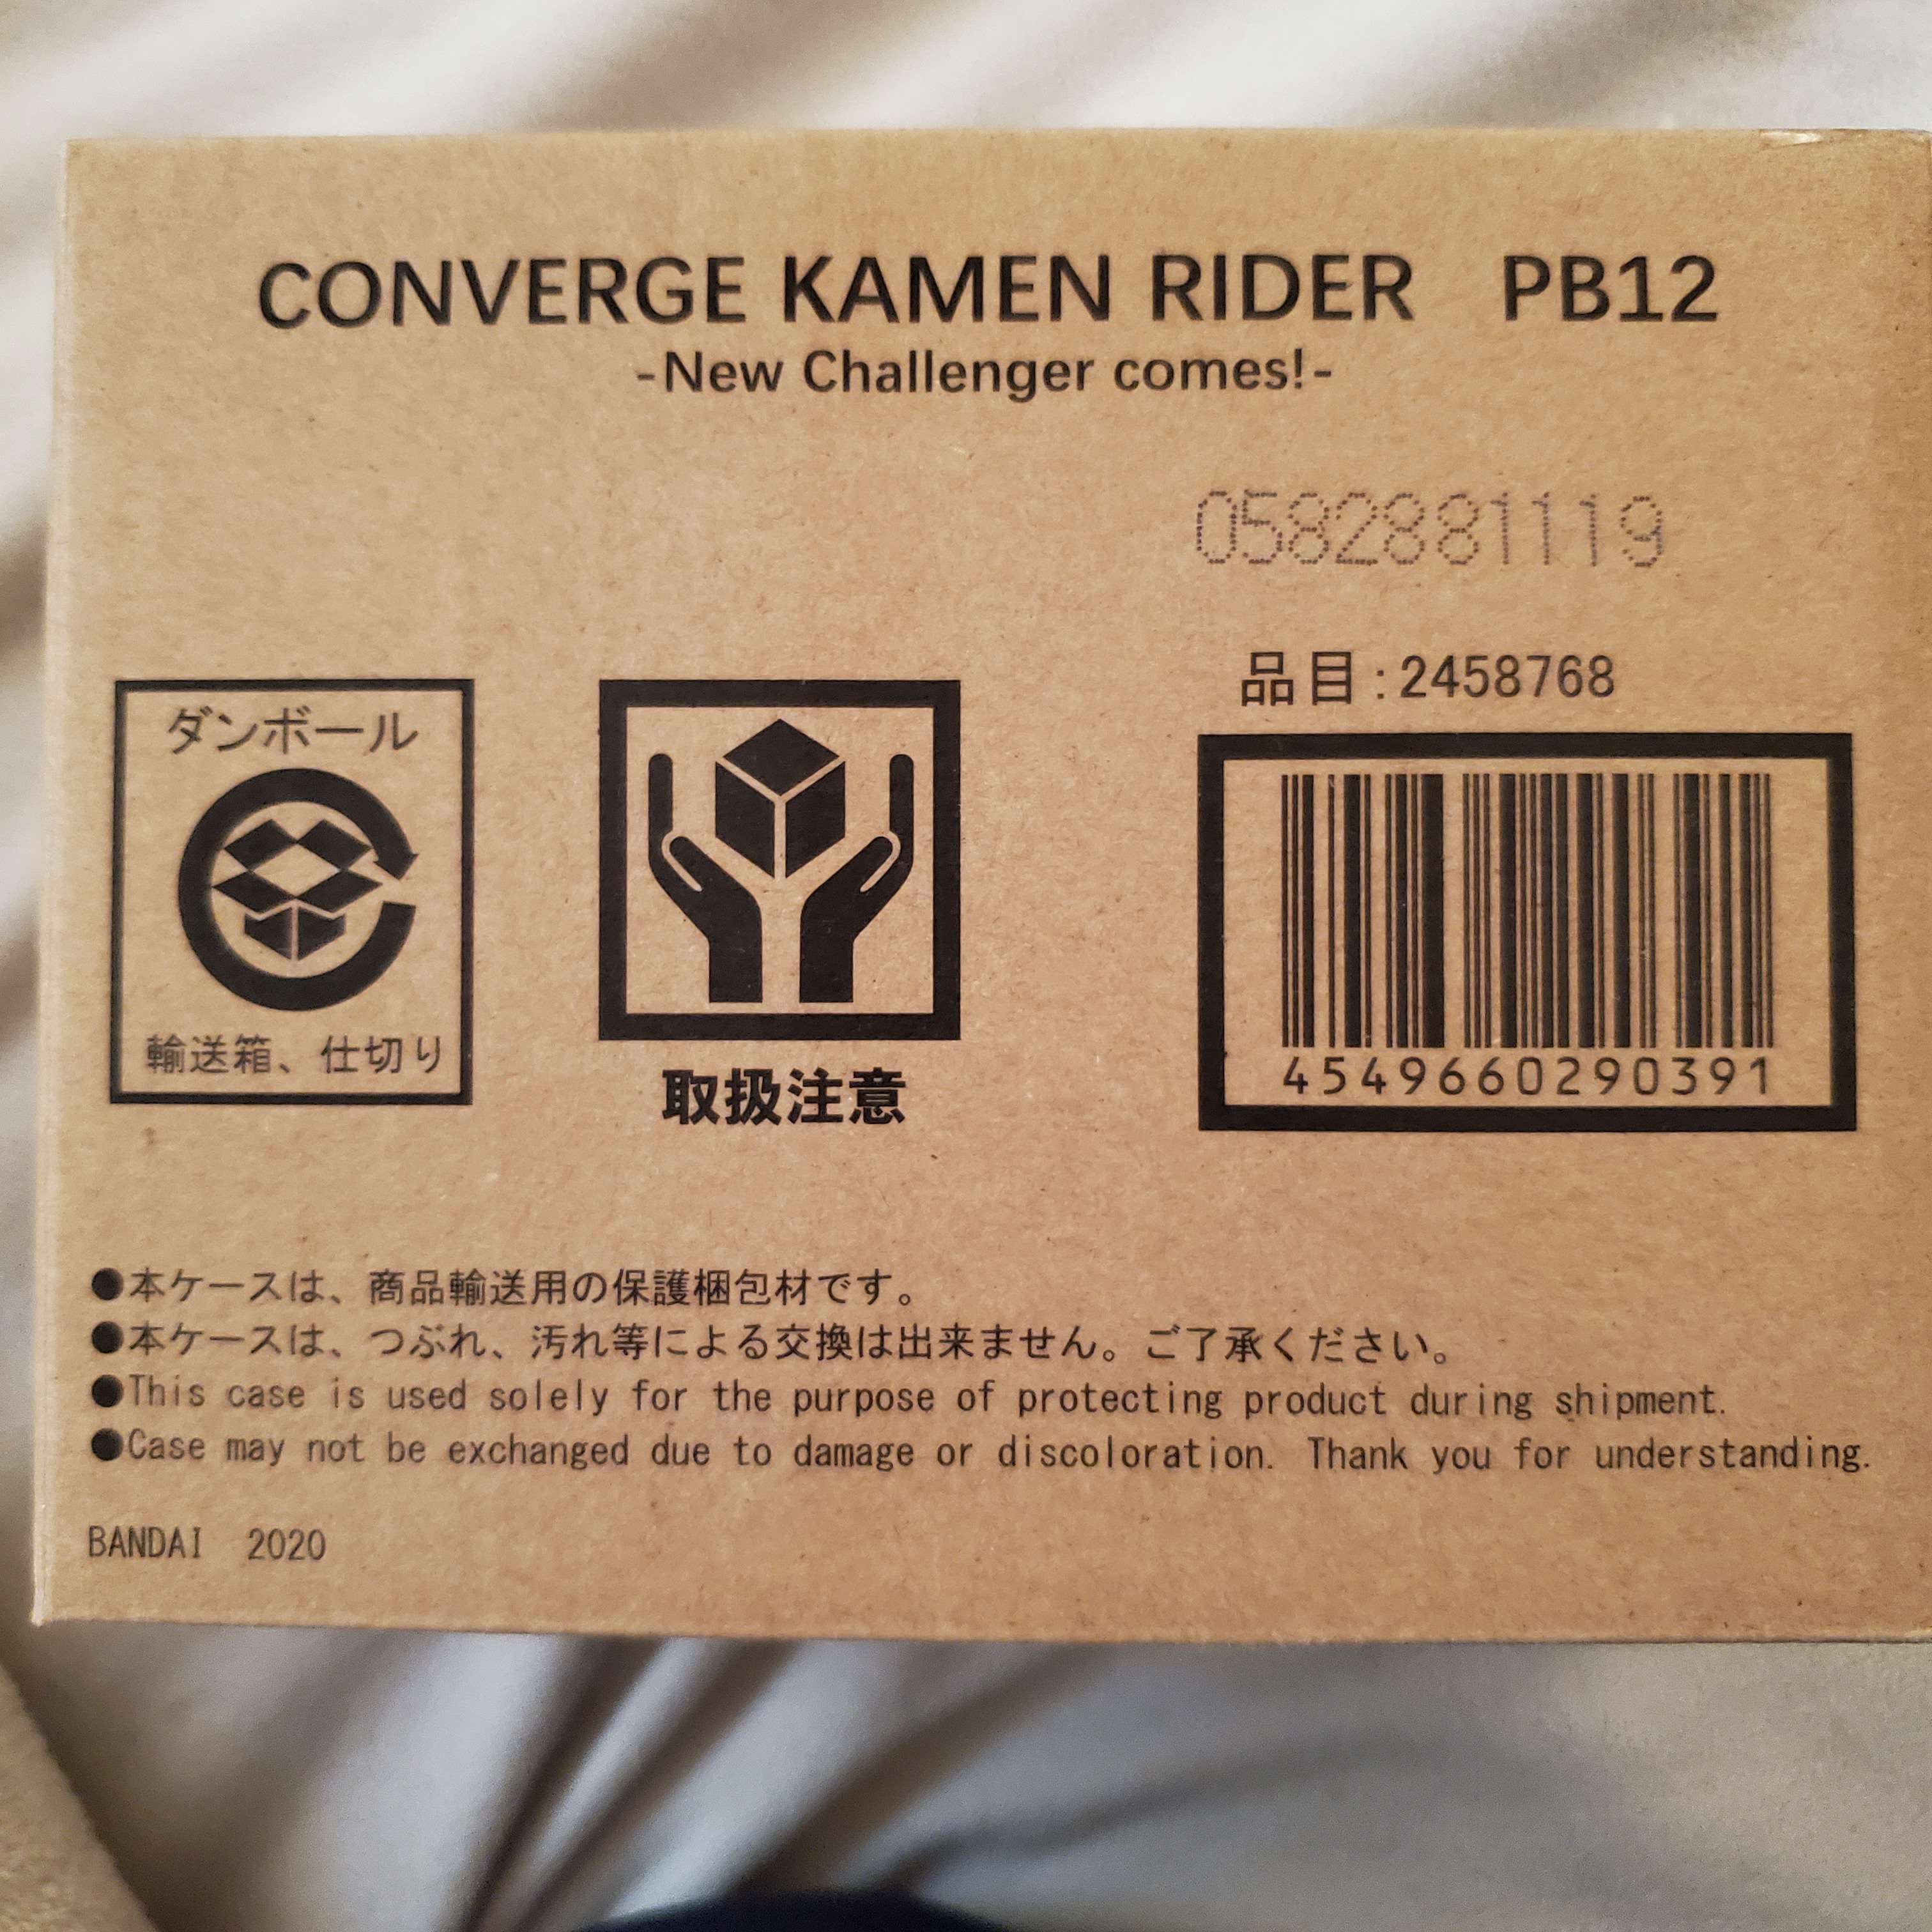 CONVERGE KAMEN RIDER PB12
-New Challenger comes!-
0582881119
品目:2458768
ダンボール
輸送箱、仕切り
取扱注意
4549660290391
●本ケースは、商品輸送用の保護梱包材です。
●本ケースは、つぶれ、汚れ等による交換は出来ません。ご了承ください。
●This case is used solely for the purpose of protecting product during shipment.
●Case may not be exchanged due to damage or discoloration. Thank you for understanding.
BANDAI 2020